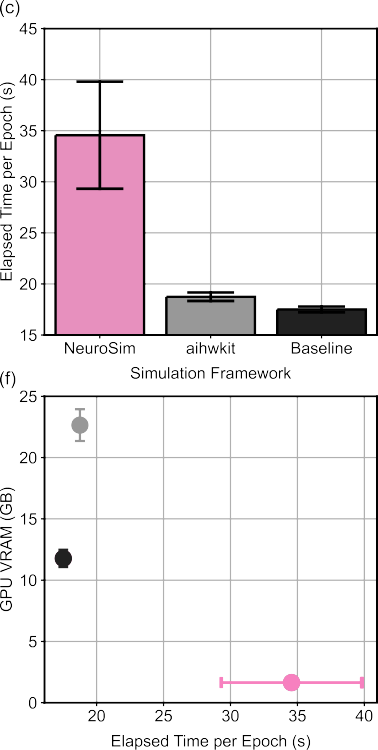 (c)
Elapsed Time per Epoch (s)
45
40
35
30
25
20
15
NeuroSim aihwkit Baseline
Simulation Framework
(f)
GPU VRAM (GB)
25
20
15
10
5
0
20 25 30 35 40
Elapsed Time per Epoch (s)